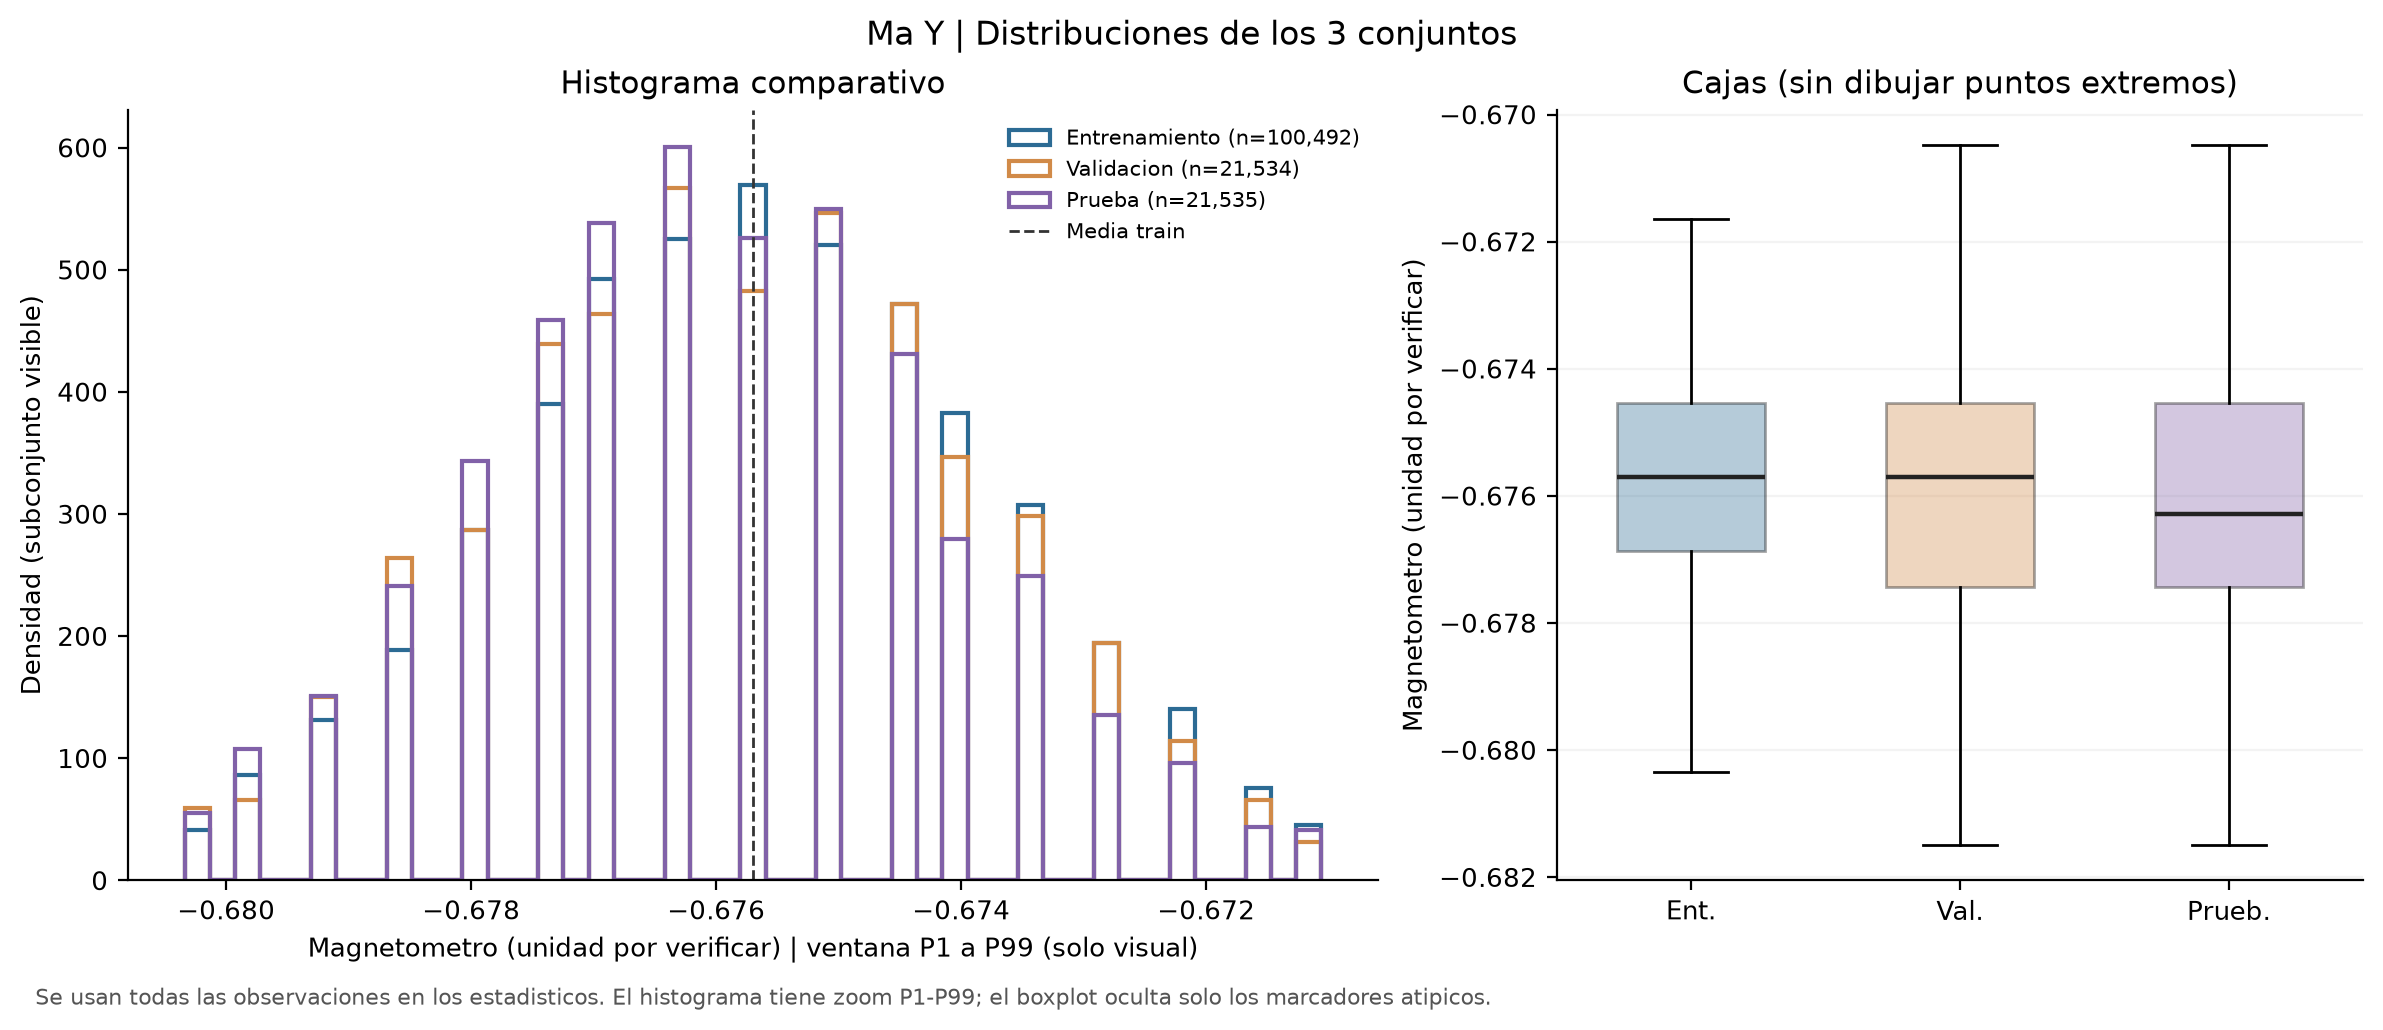 Ma Y | Distribuciones de los 3 conjuntos
Histograma comparativo
Densidad (subconjunto visible)
600
500
400
300
200
100
0
Entrenamiento (n=100,492)
Validacion (n=21,534)
Prueba (n=21,535)
Media train
−0.680
−0.678
−0.676
−0.674
−0.672
Magnetometro (unidad por verificar) | ventana P1 a P99 (solo visual)
Cajas (sin dibujar puntos extremos)
Magnetometro (unidad por verificar)
−0.670
−0.672
−0.674
−0.676
−0.678
−0.680
−0.682
Ent.
Val.
Prueb.
Se usan todas las observaciones en los estadisticos. El histograma tiene zoom P1-P99; el boxplot oculta solo los marcadores atipicos.